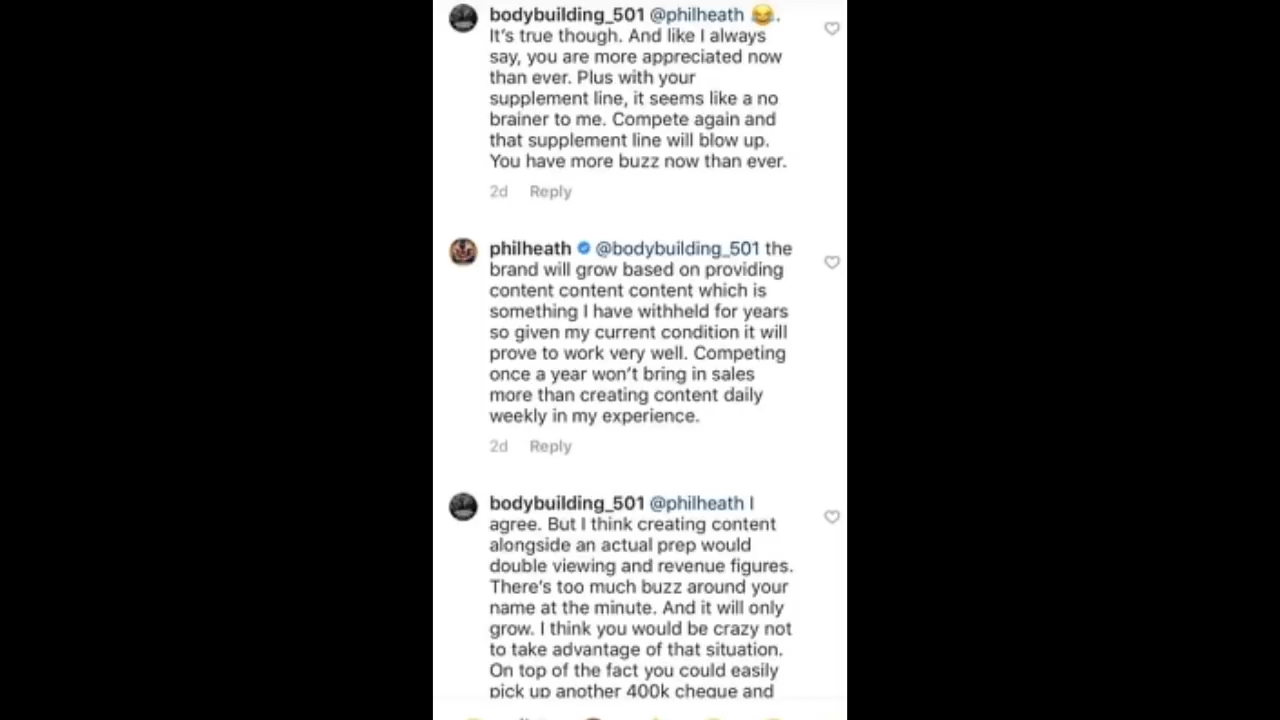 bodybuilding_501 @philheath 😂.
It's true though. And like I always
say, you are more appreciated now
than ever. Plus with your
supplement line, it seems like a no
brainer to me. Compete again and
that supplement line will blow up.
You have more buzz now than ever.
2d Reply
philheath @bodybuilding_501 the
brand will grow based on providing
content content content which is
something I have withheld for years
so given my current condition it will
prove to work very well. Competing
once a year won't bring in sales
more than creating content daily
weekly in my experience.
2d Reply
bodybuilding_501 @philheath I
agree. But I think creating content
alongside an actual prep would
double viewing and revenue figures.
There's too much buzz around your
name at the minute. And it will only
grow. I think you would be crazy not
to take advantage of that situation.
On top of the fact you could easily
pick up another 400k cheque and